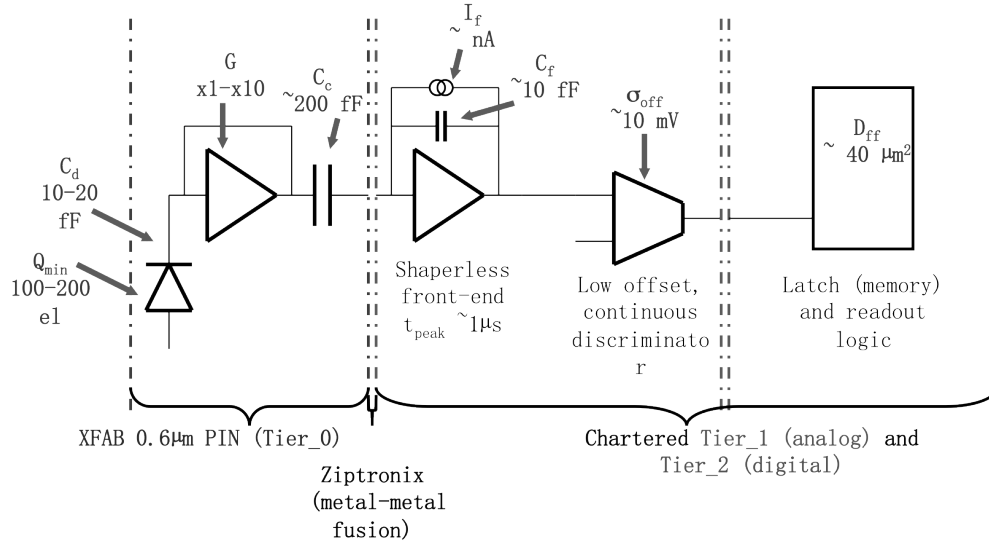 G
x1-x10
C_c
~200 fF
I_f
~ nA
C_f
~10 fF
σ_off
~10 mV
D_ff
~ 40 μm²
C_d
10-20
fF
Q_min
100-200
el
Shaperless
front-end
t_peak ~1μs
Low offset,
continuous
discriminato
r
Latch (memory)
and readout
logic
XFAB 0.6μm PIN (Tier_0)
Ziptronix
(metal-metal
fusion)
Chartered Tier_1 (analog) and
Tier_2 (digital)